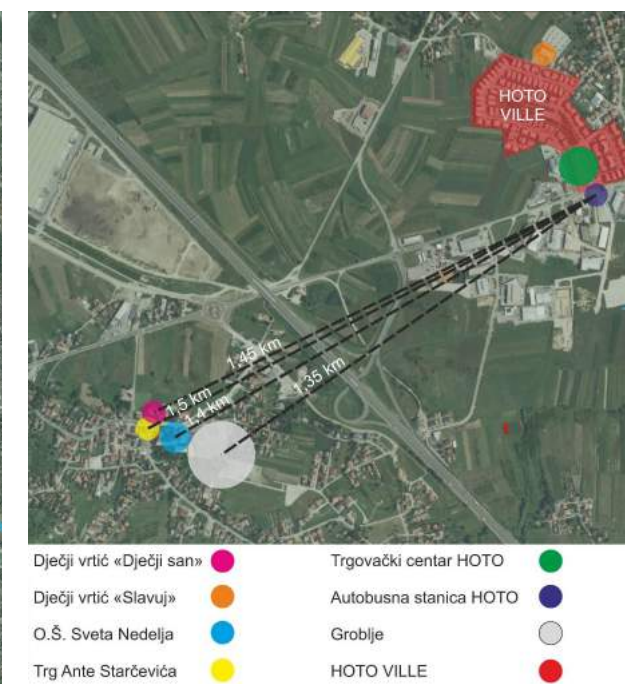 HOTO
VILLE
1,45 km
1,5 km
1,4 km
1,35 km
Dječji vrtić «Dječji san»
Trgovački centar HOTO
Dječji vrtić «Slavuj»
Autobusna stanica HOTO
O.Š. Sveta Nedelja
Groblje
Trg Ante Starčevića
HOTO VILLE